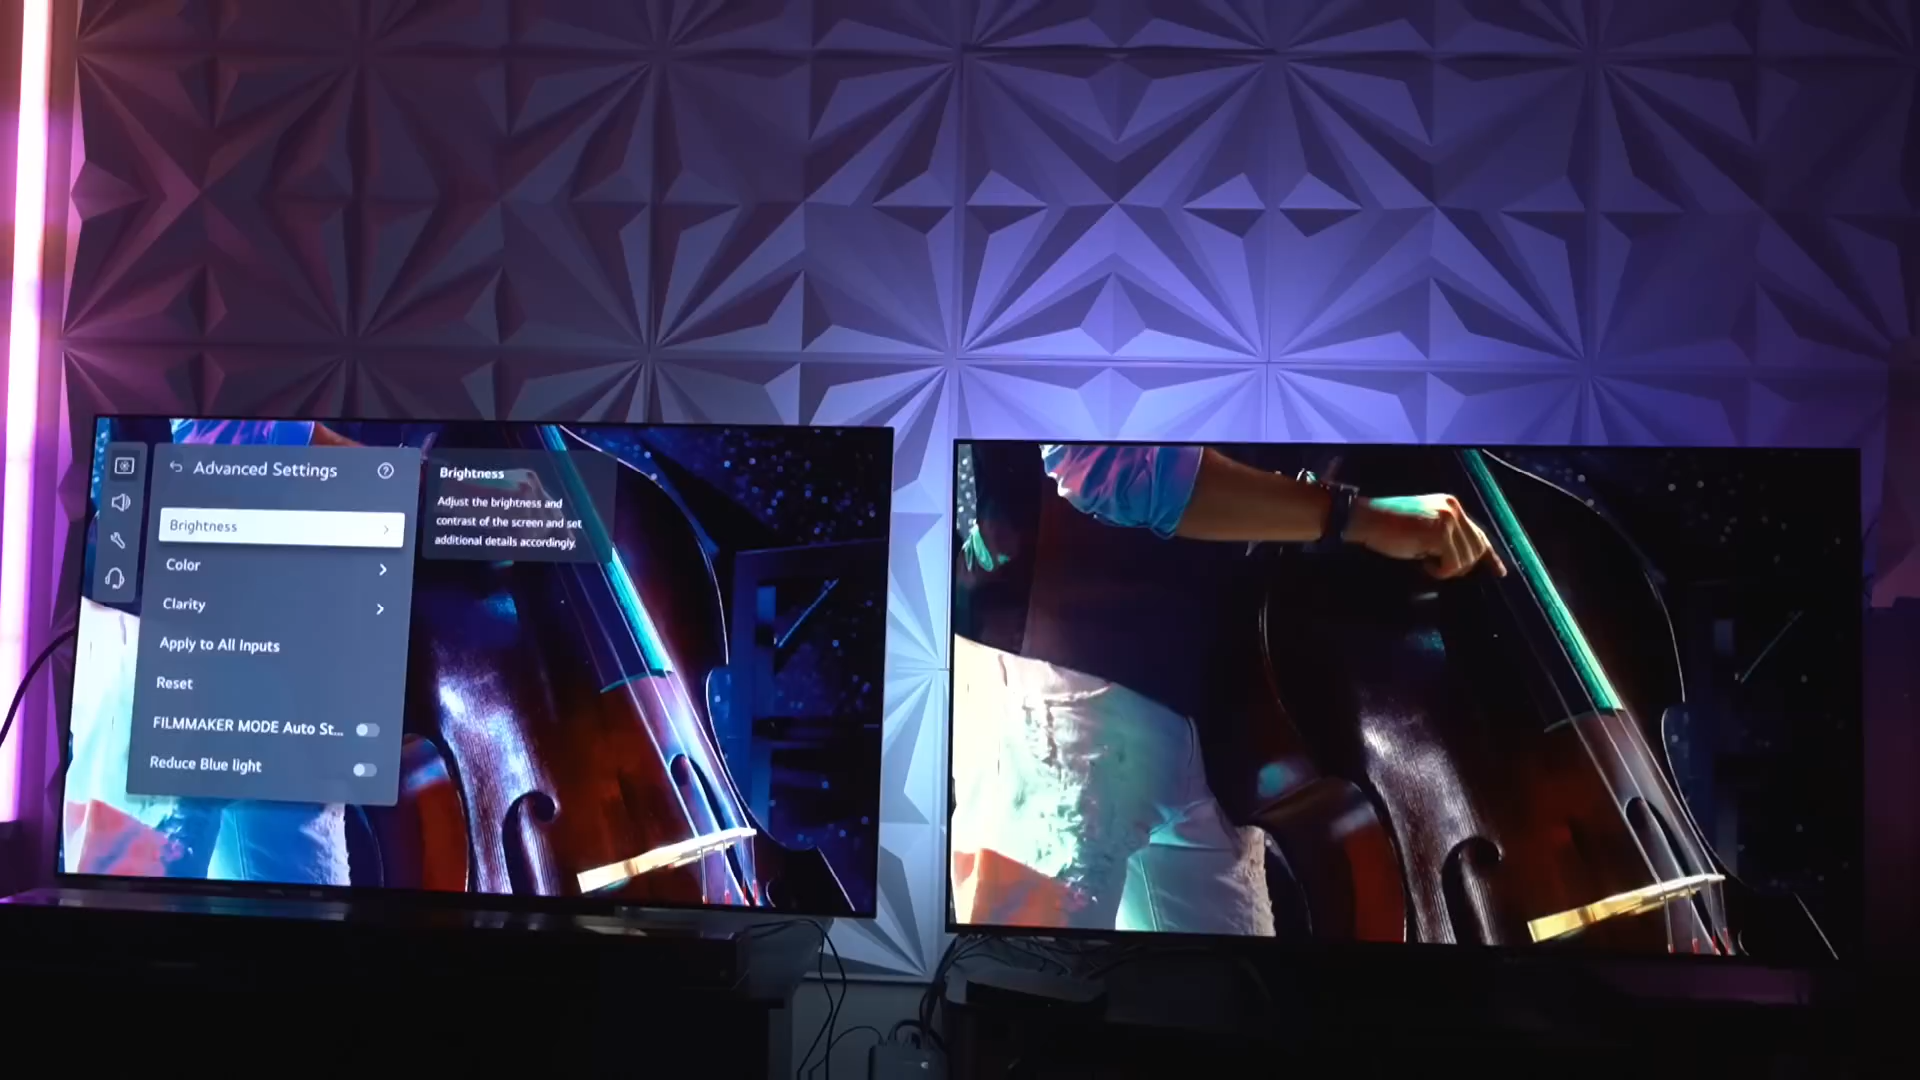 Advanced Settings
Brightness
Color
Clarity
Apply to All Inputs
Reset
FILMMAKER MODE Auto St...
Reduce Blue light
Brightness
Adjust the brightness and
contrast of the screen and set
additional details accordingly.